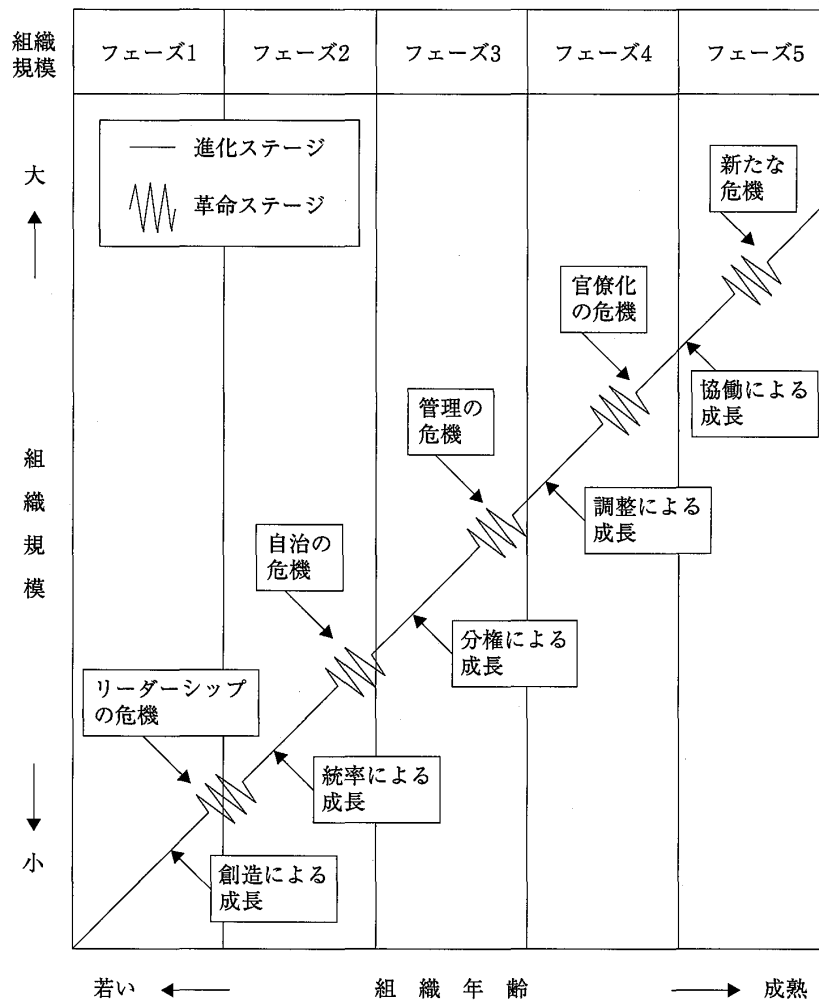 組織
規模
フェーズ1
フェーズ2
フェーズ3
フェーズ4
フェーズ5
進化ステージ
革命ステージ
大
組織規模
小
新たな
危機
官僚化
の危機
協働による
成長
管理の
危機
調整による
成長
自治の
危機
分権による
成長
リーダーシップ
の危機
統率による
成長
創造による
成長
若い
組織年齢
成熟